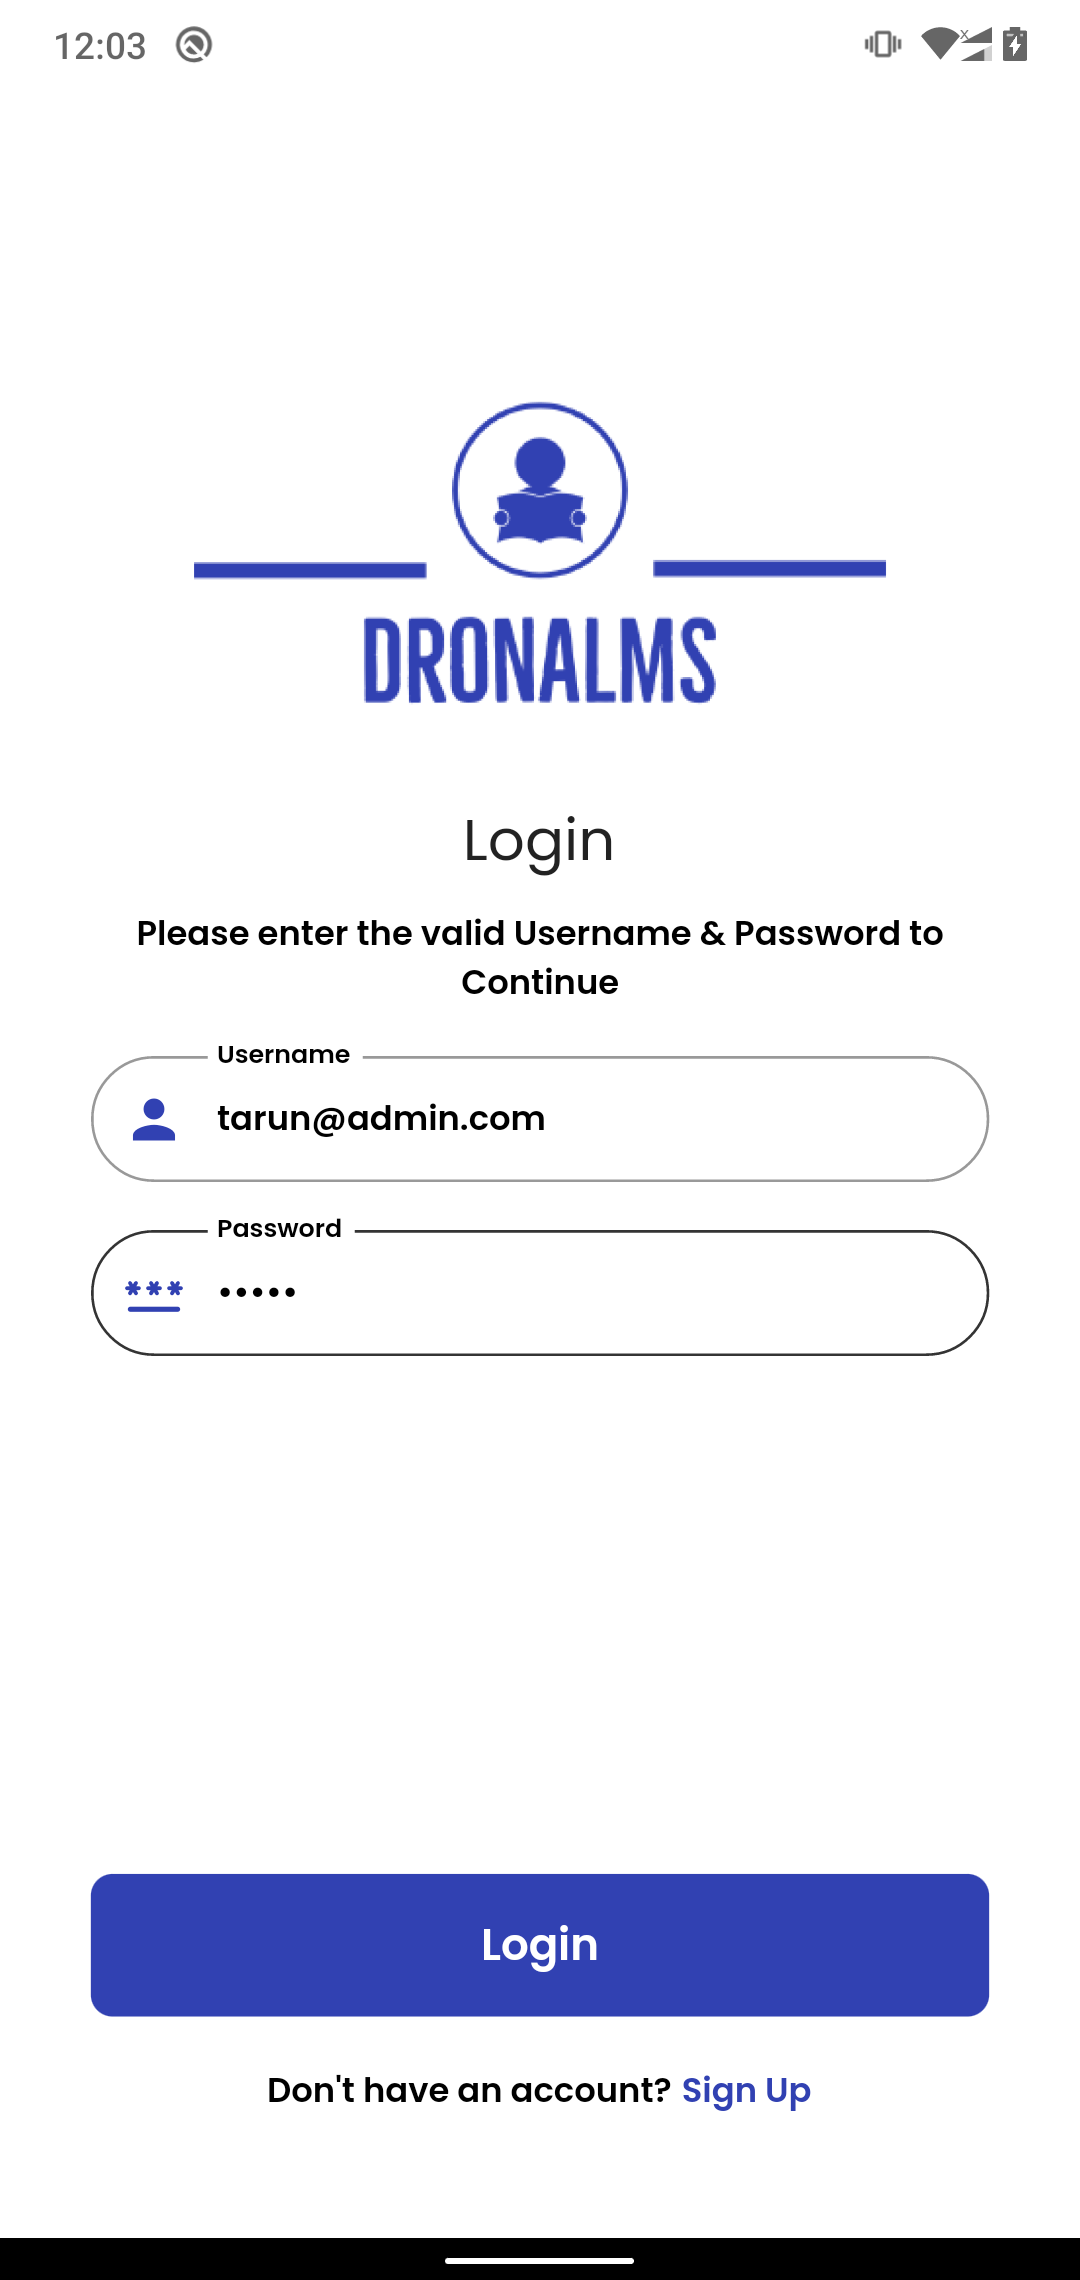 12:03
DRONALMS
Login
Please enter the valid Username & Password to
Continue
Username
tarun@admin.com
Password
•••••
Login
Don't have an account? Sign Up